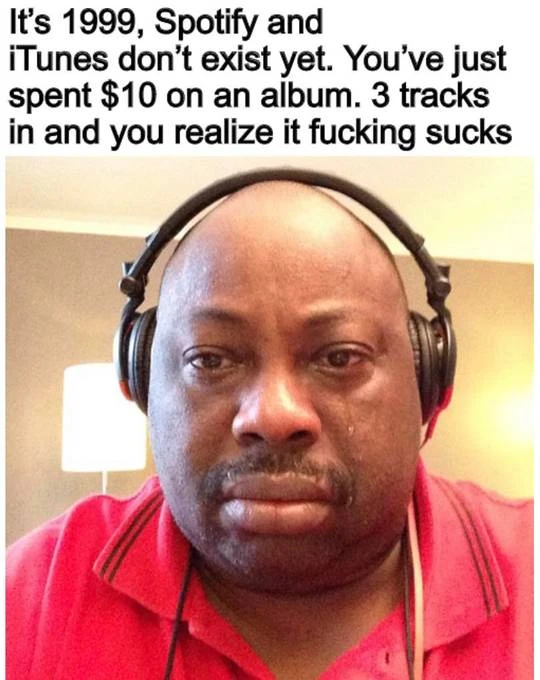 It's 1999, Spotify and
iTunes don't exist yet. You've just
spent $10 on an album. 3 tracks
in and you realize it fucking sucks